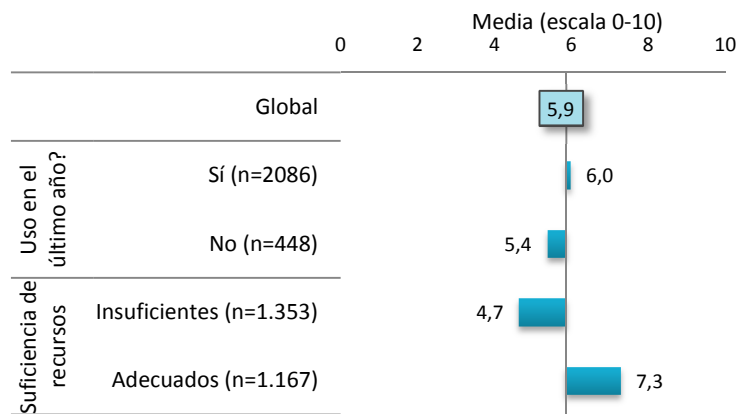 Media (escala 0-10)
0 2 4 6 8 10
Global 5,9
Uso en el
último año?
Sí (n=2086) 6,0
No (n=448) 5,4
Suficiencia de
recursos
Insuficientes (n=1.353) 4,7
Adecuados (n=1.167) 7,3